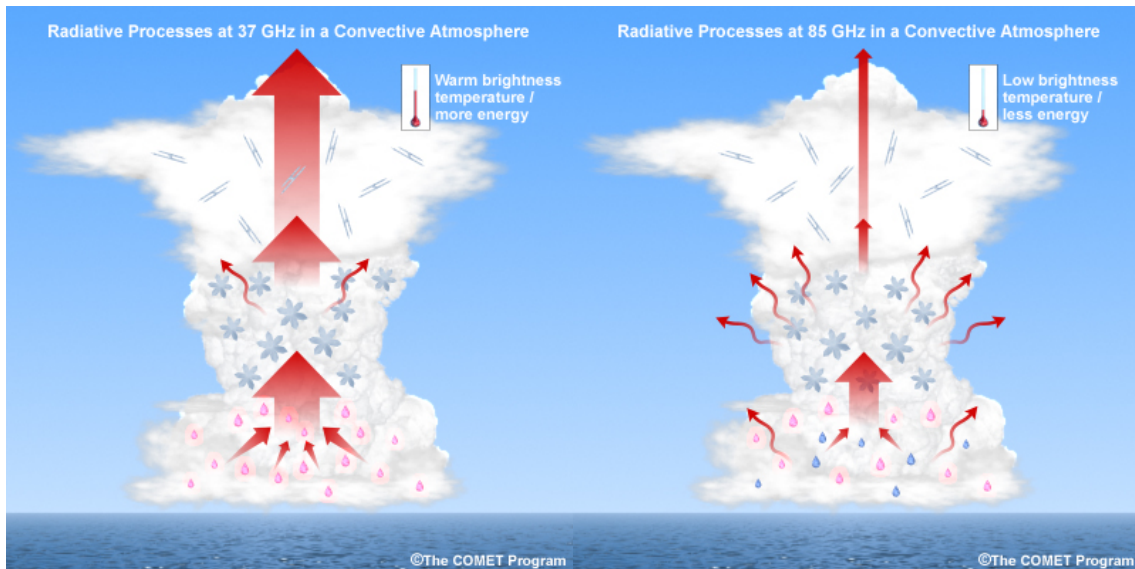 Radiative Processes at 37 GHz in a Convective Atmosphere
Warm brightness
temperature /
more energy
©The COMET Program
Radiative Processes at 85 GHz in a Convective Atmosphere
Low brightness
temperature /
less energy
©The COMET Program